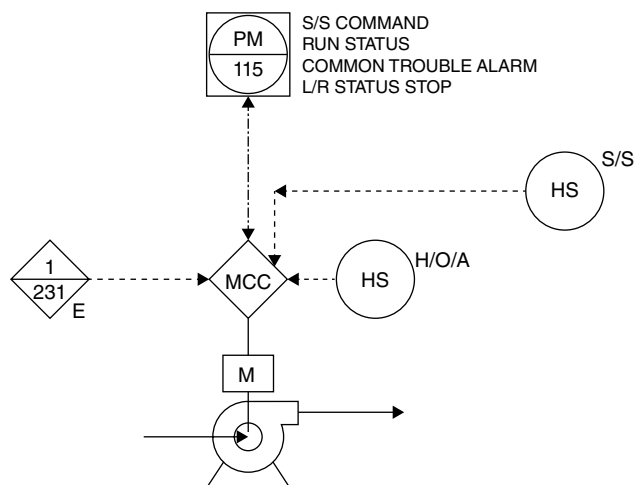 PM
115
S/S COMMAND
RUN STATUS
COMMON TROUBLE ALARM
L/R STATUS STOP
S/S
HS
H/O/A
HS
1
231
E
MCC
M